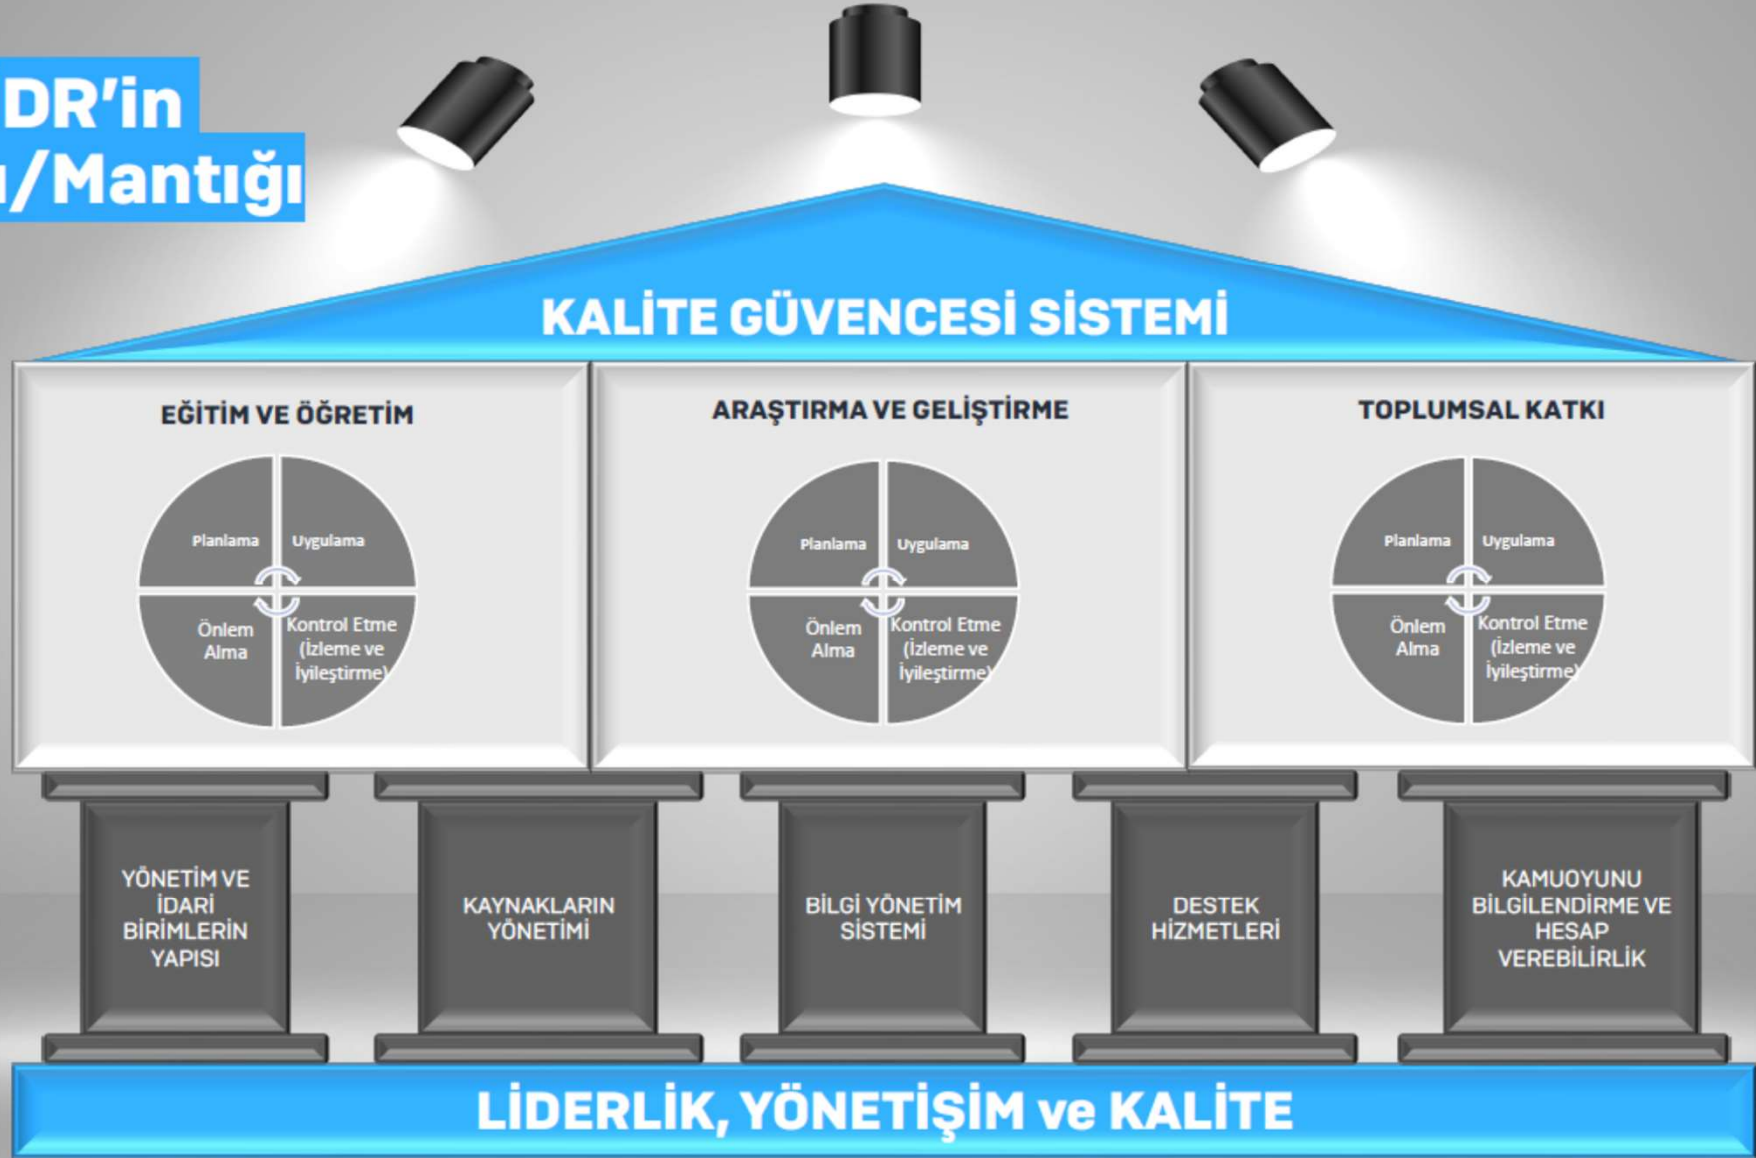 DR'in
/Mantığı
KALİTE GÜVENCESİ SİSTEMİ
EĞİTİM VE ÖĞRETİM
Planlama
Uygulama
Önlem
Alma
Kontrol Etme
(İzleme ve
İyileştirme)
ARAŞTIRMA VE GELİŞTİRME
Planlama
Uygulama
Önlem
Alma
Kontrol Etme
(İzleme ve
İyileştirme)
TOPLUMSAL KATKI
Planlama
Uygulama
Önlem
Alma
Kontrol Etme
(İzleme ve
İyileştirme)
YÖNETİM VE
İDARİ
BİRİMLERİN
YAPISI
KAYNAKLARIN
YÖNETİMİ
BİLGİ YÖNETİM
SİSTEMİ
DESTEK
HİZMETLERİ
KAMUOYUNU
BİLGİLENDİRME VE
HESAP
VEREBİLİRLİK
LİDERLİK, YÖNETİŞİM ve KALİTE